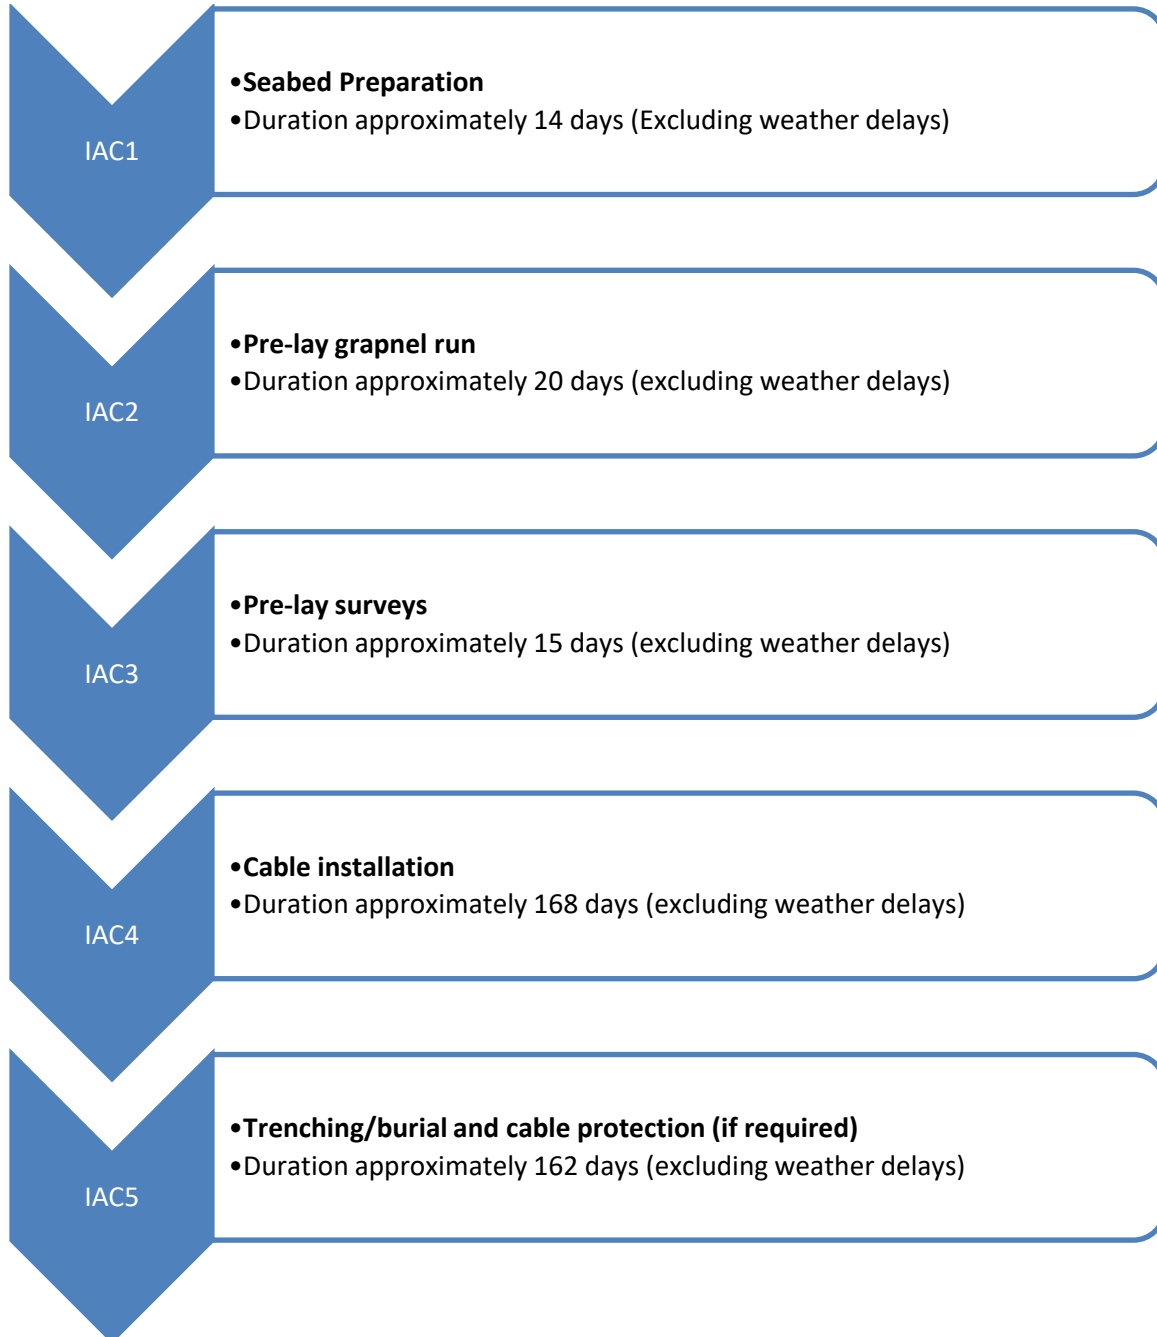 •Seabed Preparation
•Duration approximately 14 days (Excluding weather delays)
IAC1
•Pre-lay grapnel run
•Duration approximately 20 days (excluding weather delays)
IAC2
•Pre-lay surveys
•Duration approximately 15 days (excluding weather delays)
IAC3
•Cable installation
•Duration approximately 168 days (excluding weather delays)
IAC4
•Trenching/burial and cable protection (if required)
•Duration approximately 162 days (excluding weather delays)
IAC5